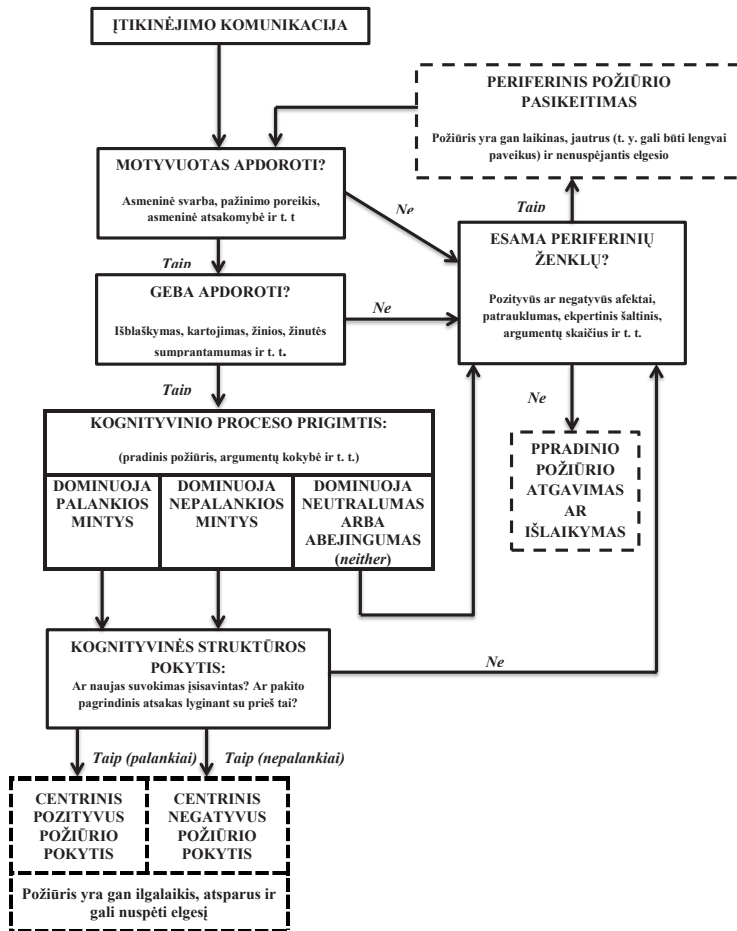 ĮTIKINĖJIMO KOMUNIKACIJA
PERIFERINIS POŽIŪRIO
PASIKEITIMAS
Požiūris yra gan laikinas, jautrus (t. y. gali būti lengvai
paveikus) ir nenuspėjantis elgesio
MOTYVUOTAS APDOROTI?
Asmeninė svarba, pažinimo poreikis,
asmeninė atsakomybė ir t. t
Ne
Taip
ESAMA PERIFERINIŲ
ŽENKLŲ?
Pozityvūs ar negatyvūs afektai,
patrauklumas, ekpertinis šaltinis,
argumentų skaičius ir t. t.
Taip
GEBA APDOROTI?
Išblaškymas, kartojimas, žinios, žinutės
sumprantamumas ir t. t.
Ne
Taip
Ne
KOGNITYVINIO PROCESO PRIGIMTIS:
(pradinis požiūris, argumentų kokybė ir t. t.)
DOMINUOJA
PALANKIOS
MINTYS
DOMINUOJA
NEPALANKIOS
MINTYS
DOMINUOJA
NEUTRALUMAS
ARBA
ABEJINGUMAS
(neither)
PPRADINIO
POŽIŪRIO
ATGAVIMAS
AR
IŠLAIKYMAS
KOGNITYVINĖS STRUKTŪROS
POKYTIS:
Ar naujas suvokimas įsisavintas? Ar pakito
pagrindinis atsakas lyginant su prieš tai?
Ne
Taip (palankiai)
Taip (nepalankiai)
CENTRINIS
POZITYVUS
POŽIŪRIO
POKYTIS
CENTRINIS
NEGATYVUS
POŽIŪRIO
POKYTIS
Požiūris yra gan ilgalaikis, atsparus ir
gali nuspėti elgesį